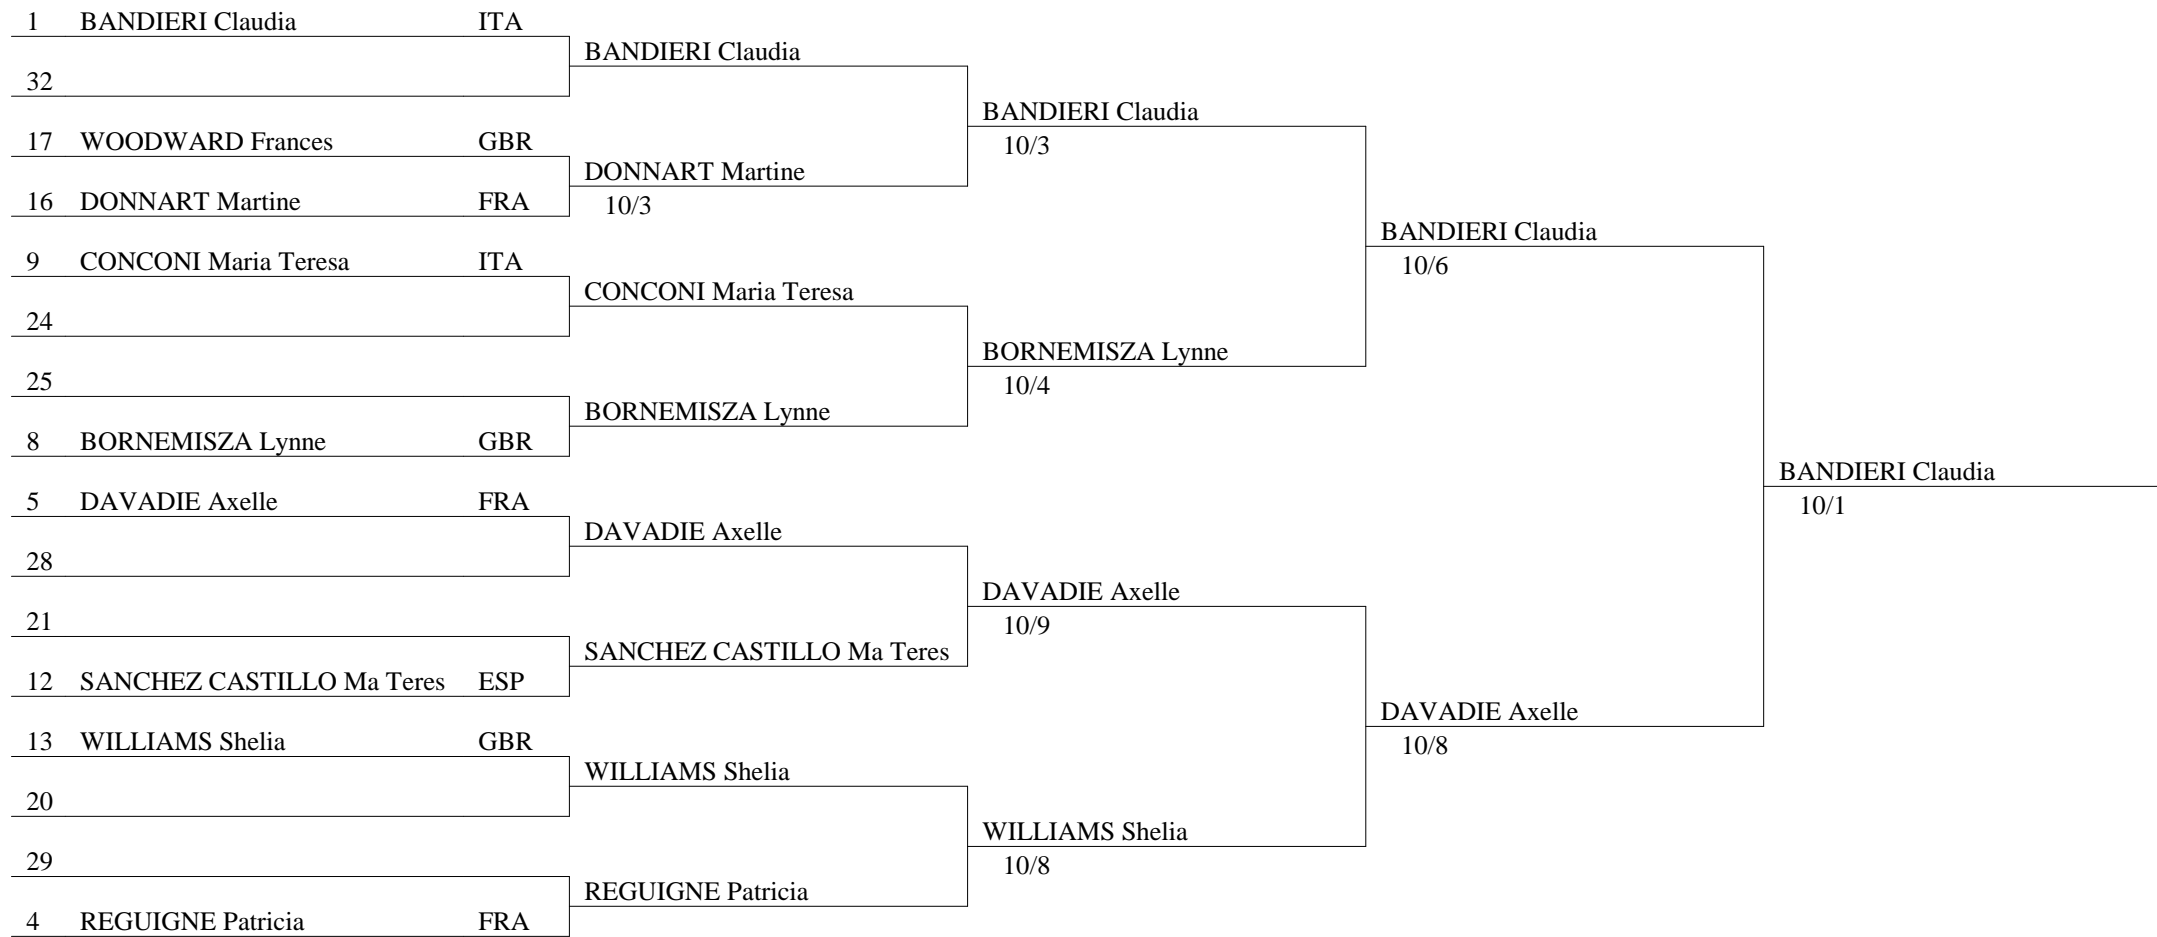 1 BANDIERI Claudia ITA
BANDIERI Claudia
32
BANDIERI Claudia
10/3
17 WOODWARD Frances GBR
DONNART Martine
10/3
16 DONNART Martine FRA
BANDIERI Claudia
10/6
9 CONCONI Maria Teresa ITA
CONCONI Maria Teresa
24
BORNEMISZA Lynne
10/4
25
BORNEMISZA Lynne
8 BORNEMISZA Lynne GBR
BANDIERI Claudia
10/1
5 DAVADIE Axelle FRA
DAVADIE Axelle
28
DAVADIE Axelle
10/9
21
SANCHEZ CASTILLO Ma Teres
12 SANCHEZ CASTILLO Ma Teres ESP
DAVADIE Axelle
10/8
13 WILLIAMS Shelia GBR
WILLIAMS Shelia
20
WILLIAMS Shelia
10/8
29
REGUIGNE Patricia
4 REGUIGNE Patricia FRA